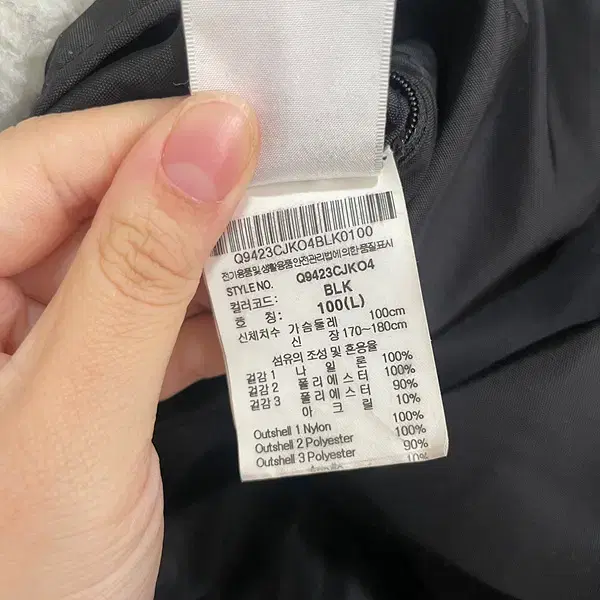 Q9423CJKO4BLK0100
전기용품및생활용품안전관리법에의한품질표시
STYLE NO. Q9423CJKO4
컬러코드: BLK
호 칭: 100(L)
신체치수 가슴둘레 100cm
신 장 170~180cm
섬유의 조성 및 혼용율
겉감 1 나 일 론 100%
겉감 2 폴리에스터 100%
겉감 3 폴리에스터 90%
아 크 릴 10%
Outshell 1 Nylon 100%
Outshell 2 Polyester 100%
Outshell 3 Polyester 90%
10%